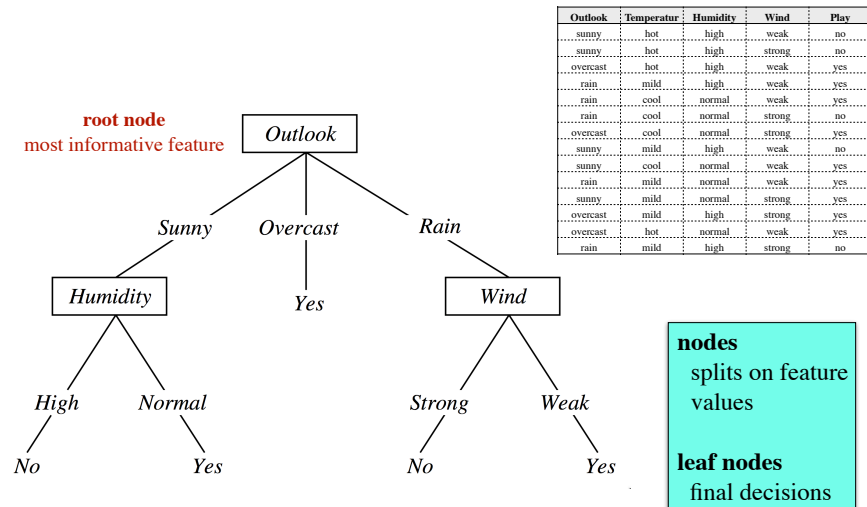 Outlook Temperatur Humidity Wind Play
sunny hot high weak no
sunny hot high strong no
overcast hot high weak yes
rain mild high weak yes
rain cool normal weak yes
rain cool normal strong no
overcast cool normal strong yes
sunny mild high weak no
sunny cool normal weak yes
rain mild normal weak yes
sunny mild normal strong yes
overcast mild high strong yes
overcast hot normal weak yes
rain mild high strong no
root node
most informative feature
Outlook
Sunny Overcast Rain
Humidity Yes Wind
High Normal Strong Weak
No Yes No Yes
nodes
splits on feature
values
leaf nodes
final decisions